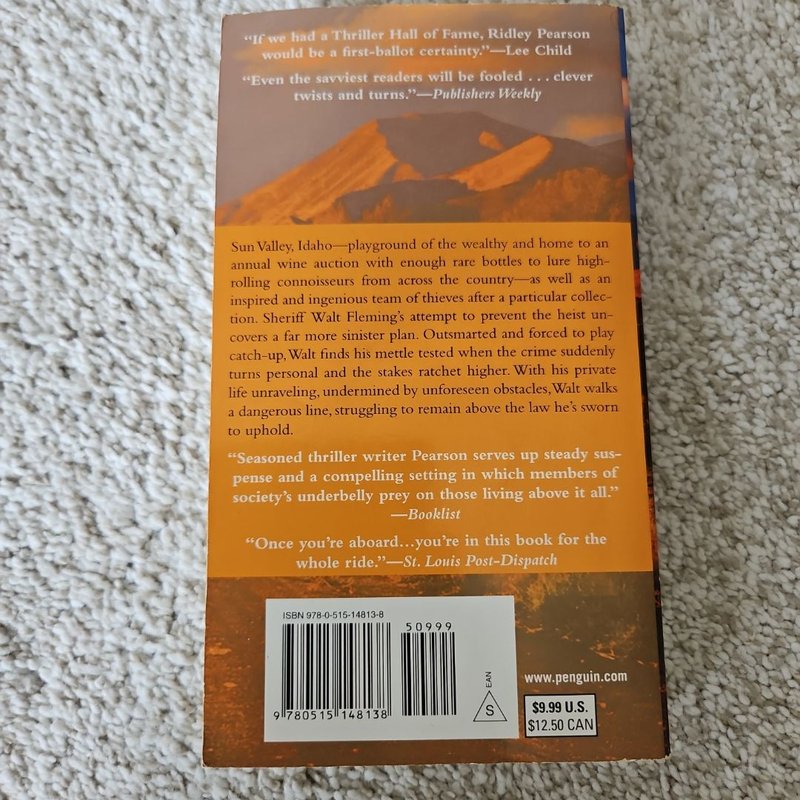 “If we had a Thriller Hall of Fame, Ridley Pearson
would be a first-ballot certainty.”—Lee Child
“Even the savviest readers will be fooled . . . clever
twists and turns.”—Publishers Weekly
Sun Valley, Idaho—playground of the wealthy and home to an
annual wine auction with enough rare bottles to lure high-
rolling connoisseurs from across the country—as well as an
inspired and ingenious team of thieves after a particular collec-
tion. Sheriff Walt Fleming’s attempt to prevent the heist un-
covers a far more sinister plan. Outsmarted and forced to play
catch-up, Walt finds his mettle tested when the crime suddenly
turns personal and the stakes ratchet higher. With his private
life unraveling, undermined by unforeseen obstacles, Walt walks
a dangerous line, struggling to remain above the law he’s sworn
to uphold.
“Seasoned thriller writer Pearson serves up steady sus-
pense and a compelling setting in which members of
society’s underbelly prey on those living above it all.”
—Booklist
“Once you’re aboard...you’re in this book for the
whole ride.”—St. Louis Post-Dispatch
ISBN 978-0-515-14813-8
50999
9 780515 148138
EAN
S
www.penguin.com
$9.99 U.S.
$12.50 CAN